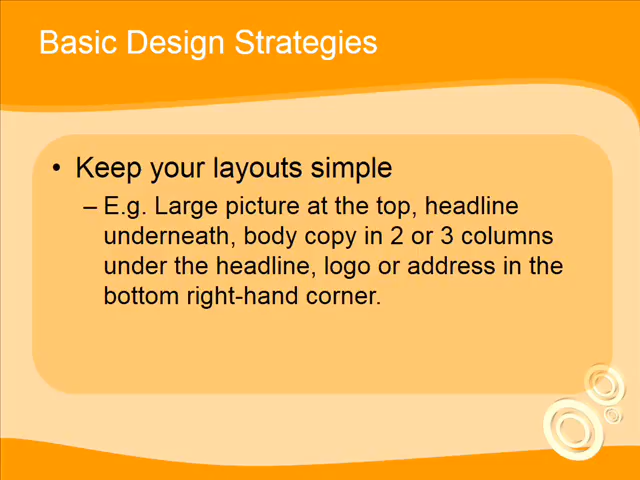 Basic Design Strategies
• Keep your layouts simple
– E.g. Large picture at the top, headline
underneath, body copy in 2 or 3 columns
under the headline, logo or address in the
bottom right-hand corner.